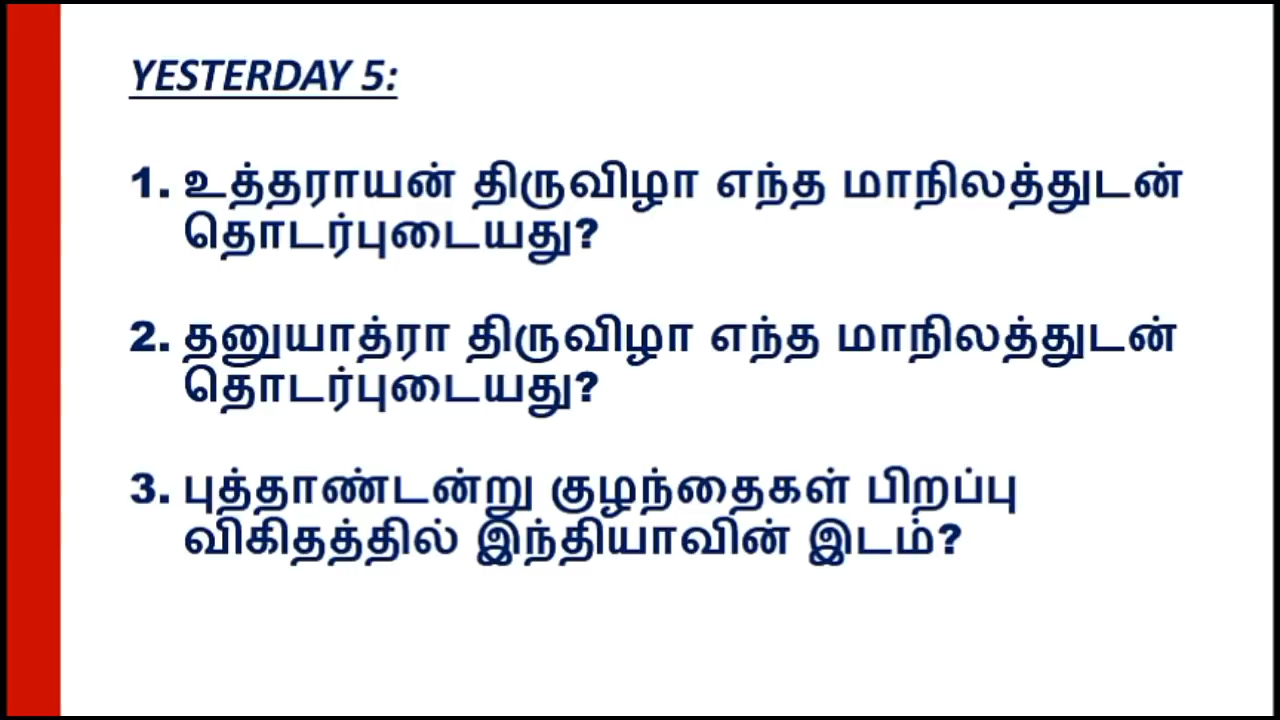 YESTERDAY 5:
1. உத்தராயன் திருவிழா எந்த மாநிலத்துடன்
தொடர்புடையது?
2. தனுயாத்ரா திருவிழா எந்த மாநிலத்துடன்
தொடர்புடையது?
3. புத்தாண்டன்று குழந்தைகள் பிறப்பு
விகிதத்தில் இந்தியாவின் இடம்?